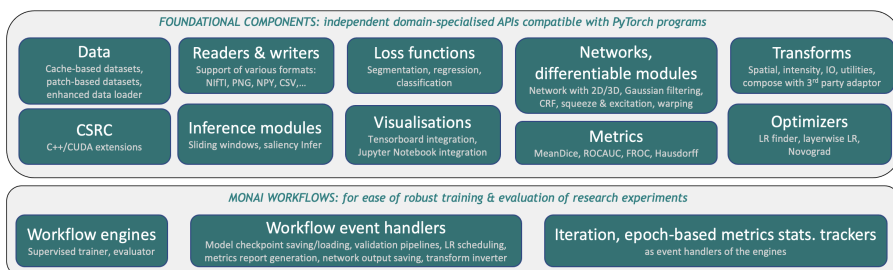 FOUNDATIONAL COMPONENTS: independent domain-specialised APIs compatible with PyTorch programs
Data
Cache-based datasets,
patch-based datasets,
enhanced data loader
Readers & writers
Support of various formats:
NIfTI, PNG, NPY, CSV,...
Loss functions
Segmentation, regression,
classification
Networks,
differentiable modules
Network with 2D/3D, Gaussian filtering,
CRF, squeeze & excitation, warping
Transforms
Spatial, intensity, IO, utilities,
compose with 3rd party adaptor
CSRC
C++/CUDA extensions
Inference modules
Sliding windows, saliency Infer
Visualisations
Tensorboard integration,
Jupyter Notebook integration
Metrics
MeanDice, ROCAUC, FROC, Hausdorff
Optimizers
LR finder, layerwise LR,
Novograd
MONAI WORKFLOWS: for ease of robust training & evaluation of research experiments
Workflow engines
Supervised trainer, evaluator
Workflow event handlers
Model checkpoint saving/loading, validation pipelines, LR scheduling,
metrics report generation, network output saving, transform inverter
Iteration, epoch-based metrics stats. trackers
as event handlers of the engines